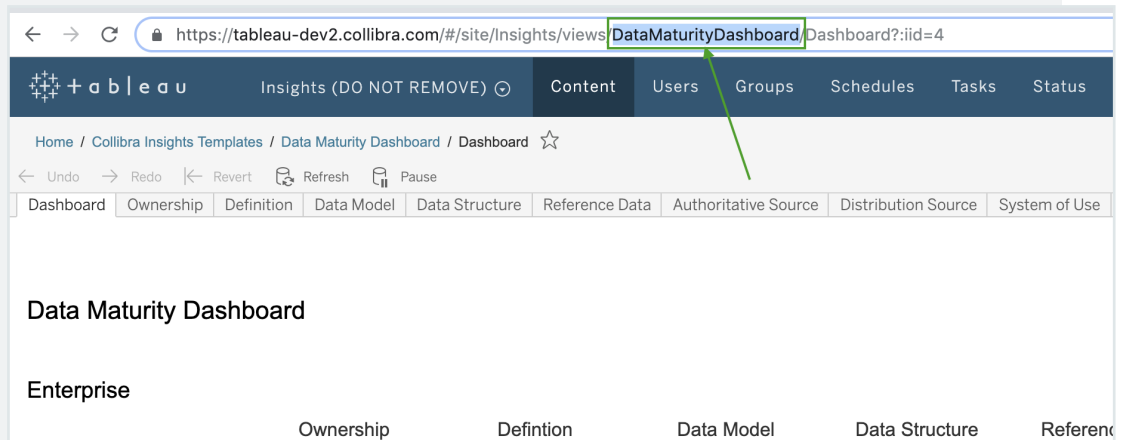 https://tableau-dev2.collibra.com/#/site/Insights/views/DataMaturityDashboard/Dashboard?:iid=4
+ a b | e a u Insights (DO NOT REMOVE) Content Users Groups Schedules Tasks Status
Home / Collibra Insights Templates / Data Maturity Dashboard / Dashboard
Undo Redo Revert Refresh Pause
Dashboard Ownership Definition Data Model Data Structure Reference Data Authoritative Source Distribution Source System of Use
Data Maturity Dashboard
Enterprise
Ownership Defintion Data Model Data Structure Referenc